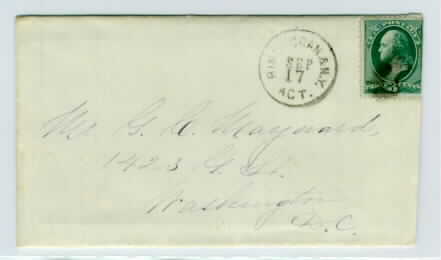 SEP
17
ACT.
Mr G. D. Maynard,
1423 G. St.
Washington
D.C.